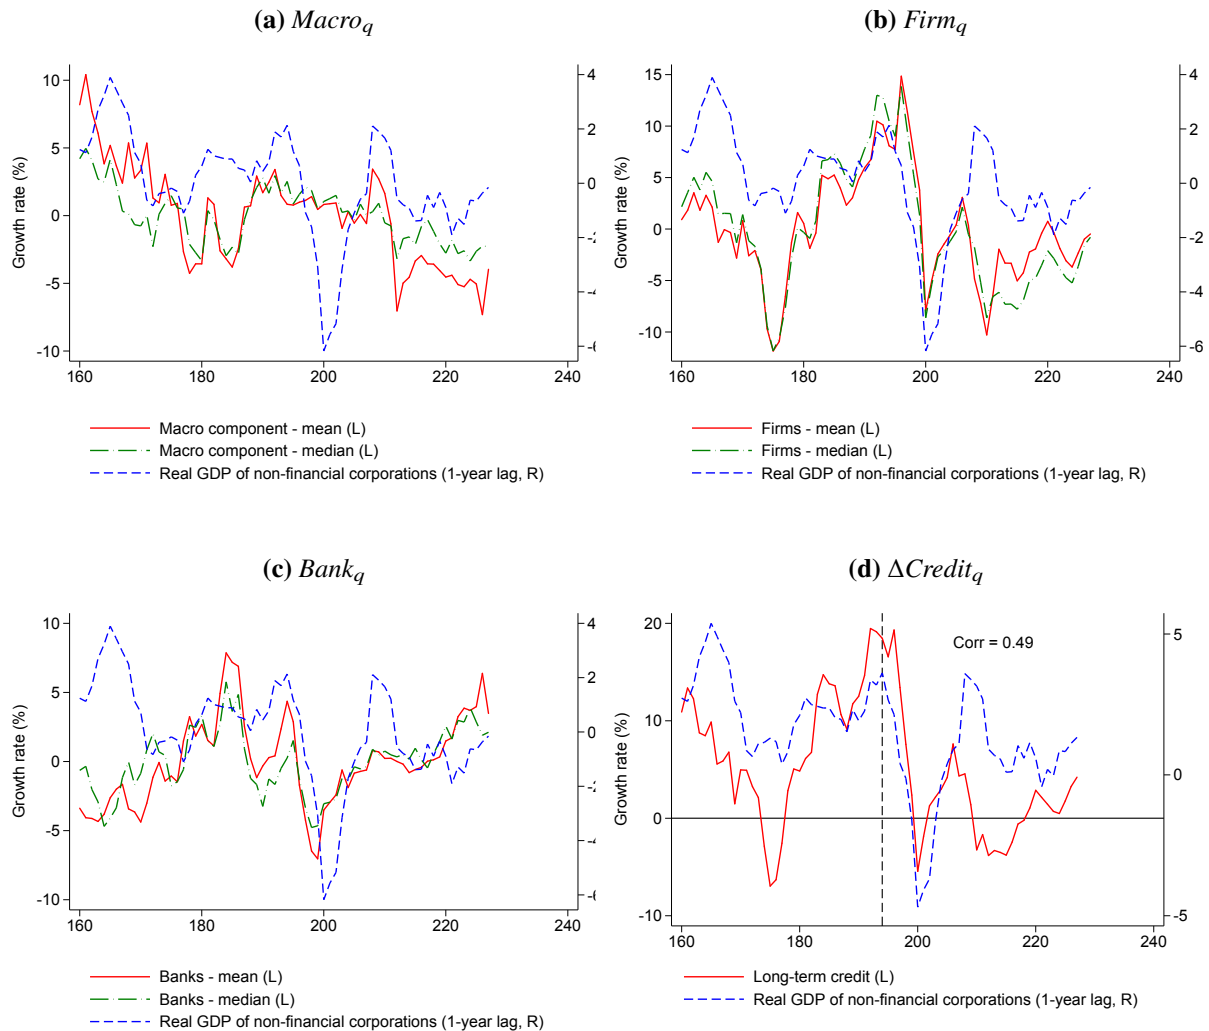 (a) Macro_q
10
5
0
-5
-10
Growth rate (%)
4
2
0
-2
-4
-6
160 180 200 220 240
Macro component - mean (L)
Macro component - median (L)
Real GDP of non-financial corporations (1-year lag, R)
(b) Firm_q
15
10
5
0
-5
-10
Growth rate (%)
4
2
0
-2
-4
-6
160 180 200 220 240
Firms - mean (L)
Firms - median (L)
Real GDP of non-financial corporations (1-year lag, R)
(c) Bank_q
10
5
0
-5
-10
Growth rate (%)
4
2
0
-2
-4
-6
160 180 200 220 240
Banks - mean (L)
Banks - median (L)
Real GDP of non-financial corporations (1-year lag, R)
(d) ΔCredit_q
20
10
0
-10
Growth rate (%)
Corr = 0.49
5
0
-5
160 180 200 220 240
Long-term credit (L)
Real GDP of non-financial corporations (1-year lag, R)